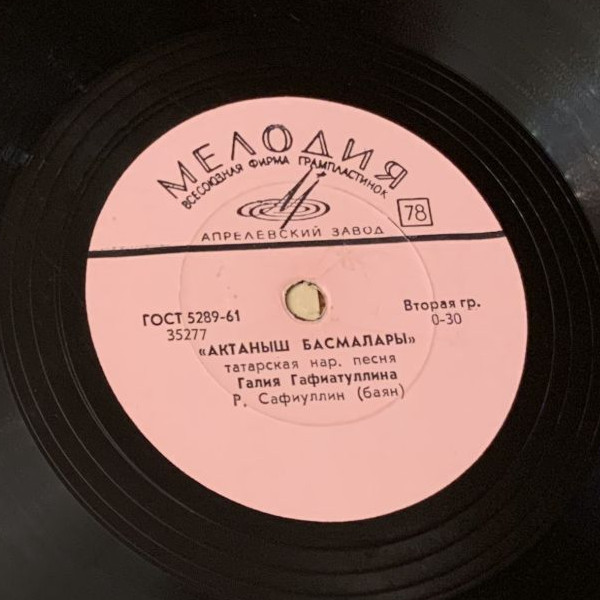 МЕЛОДИЯ
ВСЕСОЮЗНАЯ ФИРМА ГРАМПЛАСТИНОК
78
АПРЕЛЕВСКИЙ ЗАВОД
ГОСТ 5289-61
Вторая гр.
35277
0-30
«АКТАНЫШ БАСМАЛАРЫ»
татарская нар. песня
Галия Гафиатуллина
Р. Сафиуллин (баян)